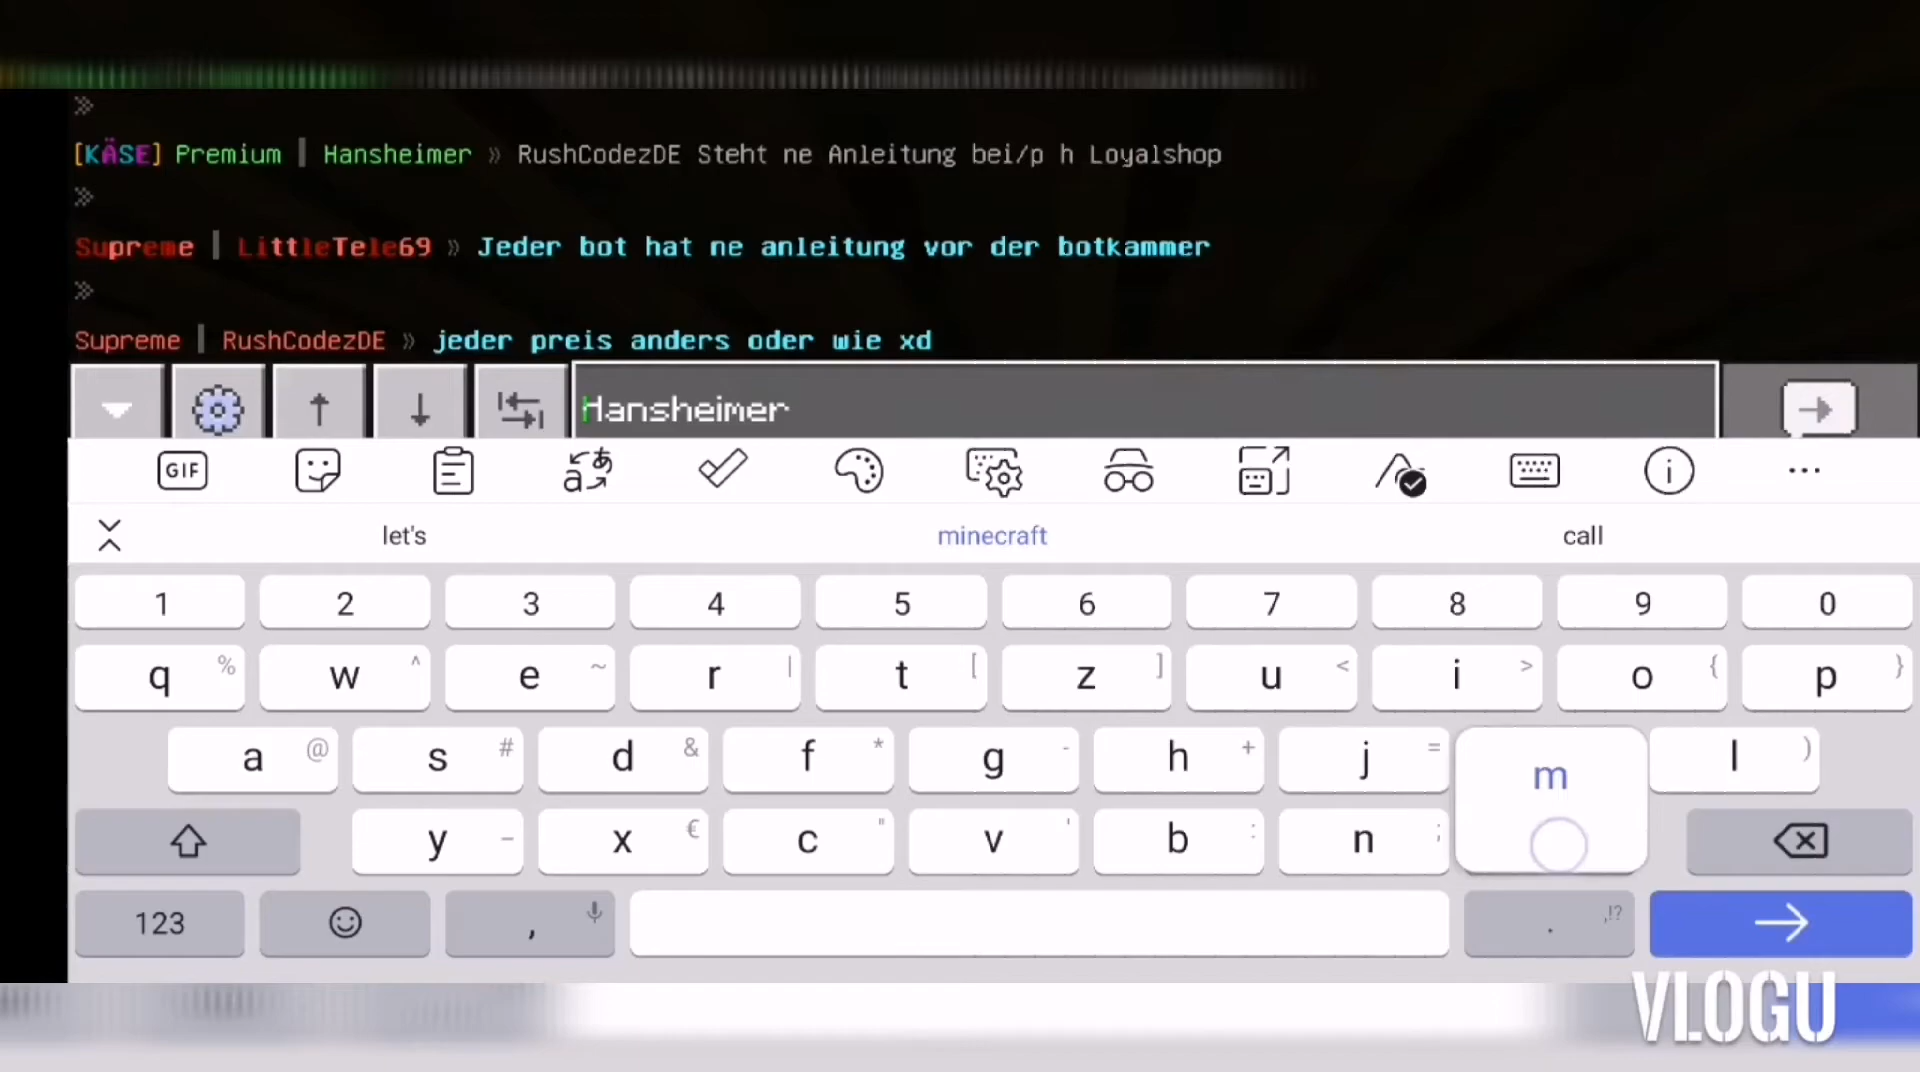 »
[KÄSE] Premium | Hansheimer » RushCodezDE Steht ne Anleitung bei/p h Loyalshop
»
Supreme | LittleTele69 » Jeder bot hat ne anleitung vor der botkammer
»
Supreme | RushCodezDE » jeder preis anders oder wie xd
Hansheimer
GIF
let's minecraft call
1 2 3 4 5 6 7 8 9 0
q % w ^ e ~ r | t [ z ] u < i > o { p }
a @ s # d & f * g - h + j = m l )
y _ x € c " v ' b : n ;
123 , . ,!?
VLOGU